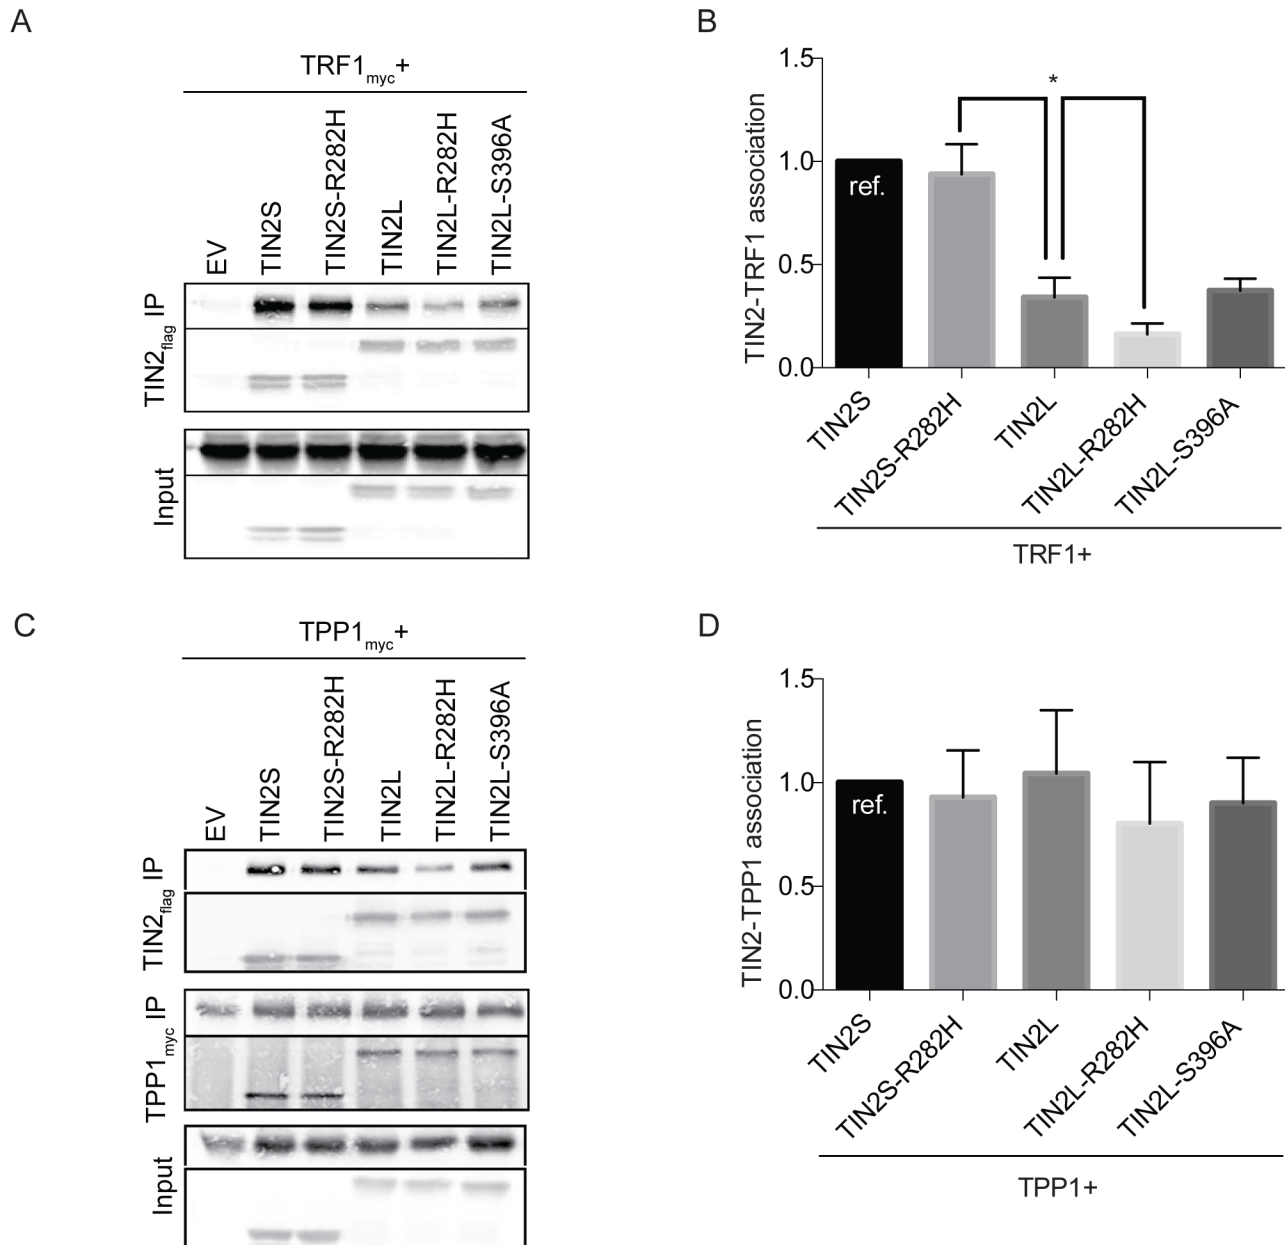 A
TRF1myc+
EV
TIN2S
TIN2S-R282H
TIN2L
TIN2L-R282H
TIN2L-S396A
TIN2flag IP
Input
B
TIN2-TRF1 association
1.5
1.0
0.5
0.0
*
ref.
TIN2S
TIN2S-R282H
TIN2L
TIN2L-R282H
TIN2L-S396A
TRF1+
C
TPP1myc+
EV
TIN2S
TIN2S-R282H
TIN2L
TIN2L-R282H
TIN2L-S396A
TIN2flag IP
TPP1myc IP
Input
D
TIN2-TPP1 association
1.5
1.0
0.5
0.0
ref.
TIN2S
TIN2S-R282H
TIN2L
TIN2L-R282H
TIN2L-S396A
TPP1+